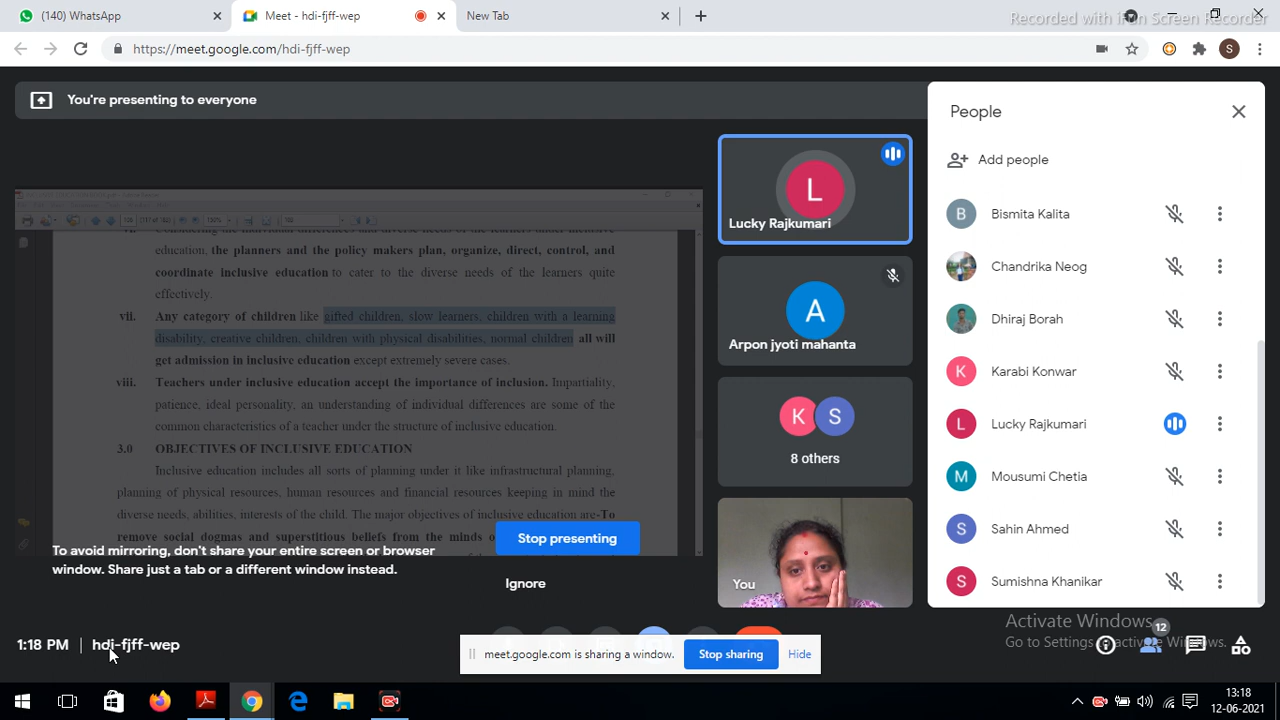 (140) WhatsApp
Meet - hdi-fjff-wep
New Tab
Recorded with iFun Screen Recorder
https://meet.google.com/hdi-fjff-wep
S
You're presenting to everyone
education, the planners and the policy makers plan, organize, direct, control, and
coordinate inclusive education to cater to the diverse needs of the learners quite
effectively.
vii. Any category of children like gifted children, slow learners, children with a learning
disability, creative children, children with physical disabilities, normal children all will
get admission in inclusive education except extremely severe cases.
viii. Teachers under inclusive education accept the importance of inclusion. Impartiality,
patience, ideal personality, an understanding of individual differences are some of the
common characteristics of a teacher under the structure of inclusive education.
3.0 OBJECTIVES OF INCLUSIVE EDUCATION
Inclusive education includes all sorts of planning under it like infrastructural planning,
planning of physical resources, human resources and financial resources keeping in mind the
diverse needs, abilities, interests of the child. The major objectives of inclusive education are-To
remove social dogmas and superstitious beliefs from the minds
To avoid mirroring, don't share your entire screen or browser
window. Share just a tab or a different window instead.
Stop presenting
Ignore
L
Lucky Rajkumari
A
Arpon jyoti mahanta
K S
8 others
You
People
Add people
B Bismita Kalita
Chandrika Neog
Dhiraj Borah
K Karabi Konwar
L Lucky Rajkumari
M Mousumi Chetia
S Sahin Ahmed
S Sumishna Khanikar
Activate Windows
Go to Settings to activate Windows.
12
1:18 PM | hdi-fjff-wep
meet.google.com is sharing a window.
Stop sharing
Hide
13:18
12-06-2021